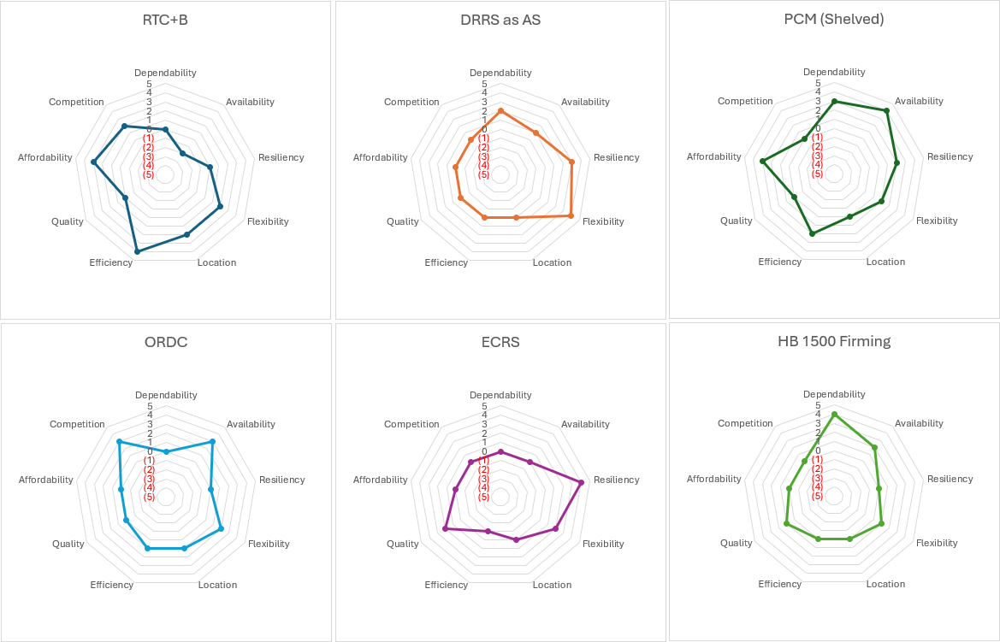 RTC+B
Dependability
5
4
3
2
1
0
(1)
(2)
(3)
(4)
(5)
Availability
Resiliency
Flexibility
Location
Efficiency
Quality
Affordability
Competition
DRRS as AS
Dependability
5
4
3
2
1
0
(1)
(2)
(3)
(4)
(5)
Availability
Resiliency
Flexibility
Location
Efficiency
Quality
Affordability
Competition
PCM (Shelved)
Dependability
5
4
3
2
1
0
(1)
(2)
(3)
(4)
(5)
Availability
Resiliency
Flexibility
Location
Efficiency
Quality
Affordability
Competition
ORDC
Dependability
5
4
3
2
1
0
(1)
(2)
(3)
(4)
(5)
Availability
Resiliency
Flexibility
Location
Efficiency
Quality
Affordability
Competition
ECRS
Dependability
5
4
3
2
1
0
(1)
(2)
(3)
(4)
(5)
Availability
Resiliency
Flexibility
Location
Efficiency
Quality
Affordability
Competition
HB 1500 Firming
Dependability
5
4
3
2
1
0
(1)
(2)
(3)
(4)
(5)
Availability
Resiliency
Flexibility
Location
Efficiency
Quality
Affordability
Competition